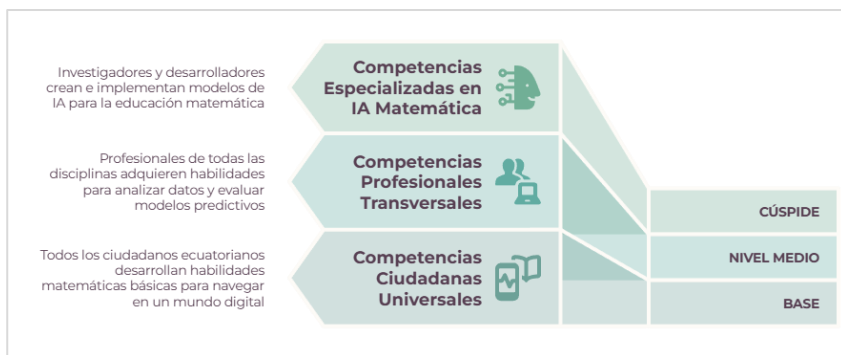 Investigadores y desarrolladores
crean e implementan modelos de
IA para la educación matemática
Competencias
Especializadas en
IA Matemática
Profesionales de todas las
disciplinas adquieren habilidades
para analizar datos y evaluar
modelos predictivos
Competencias
Profesionales
Transversales
Todos los ciudadanos ecuatorianos
desarrollan habilidades
matemáticas básicas para navegar
en un mundo digital
Competencias
Ciudadanas
Universales
CÚSPIDE
NIVEL MEDIO
BASE